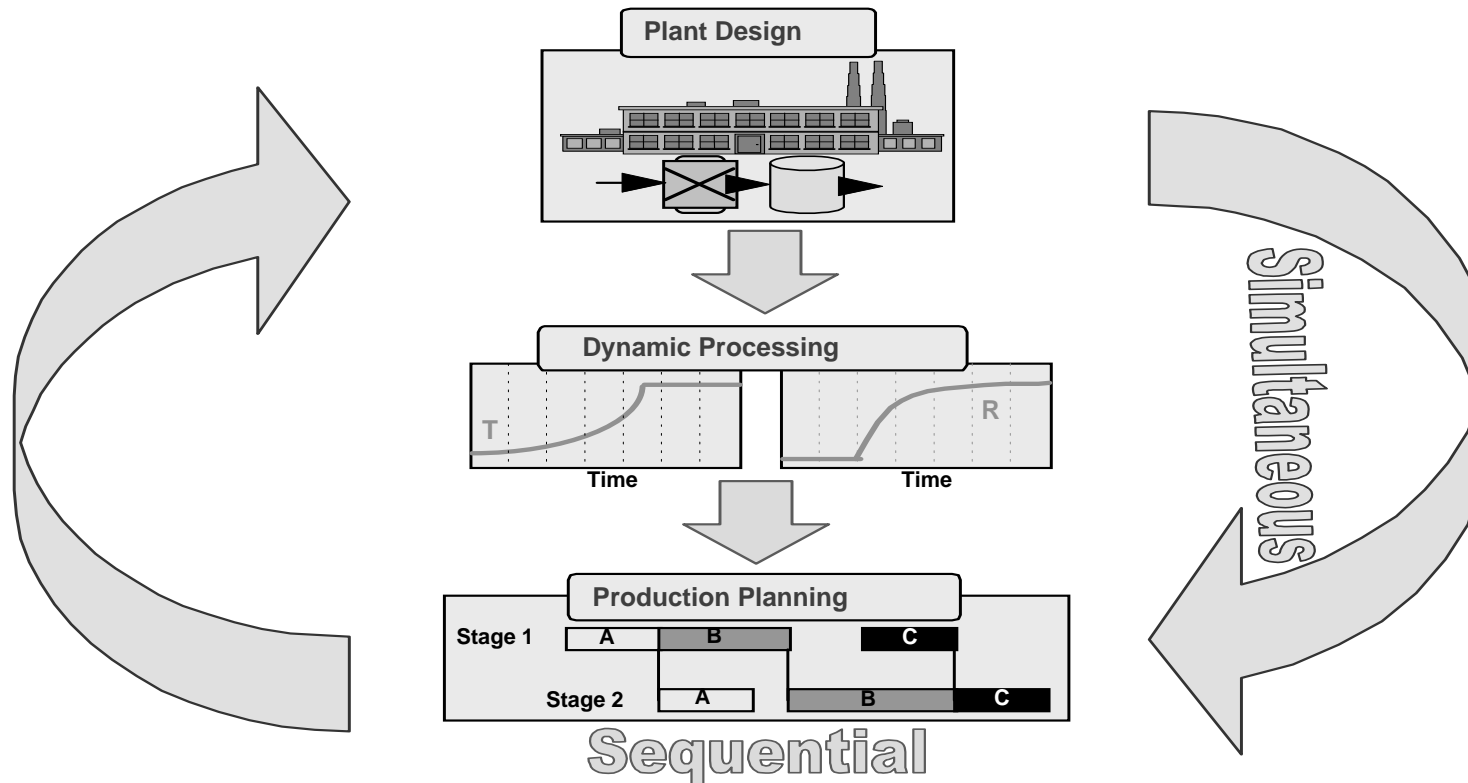 Plant Design
Simultaneous
Dynamic Processing
T
R
Time Time
Production Planning
Stage 1 A B C
Stage 2 A B C
Sequential